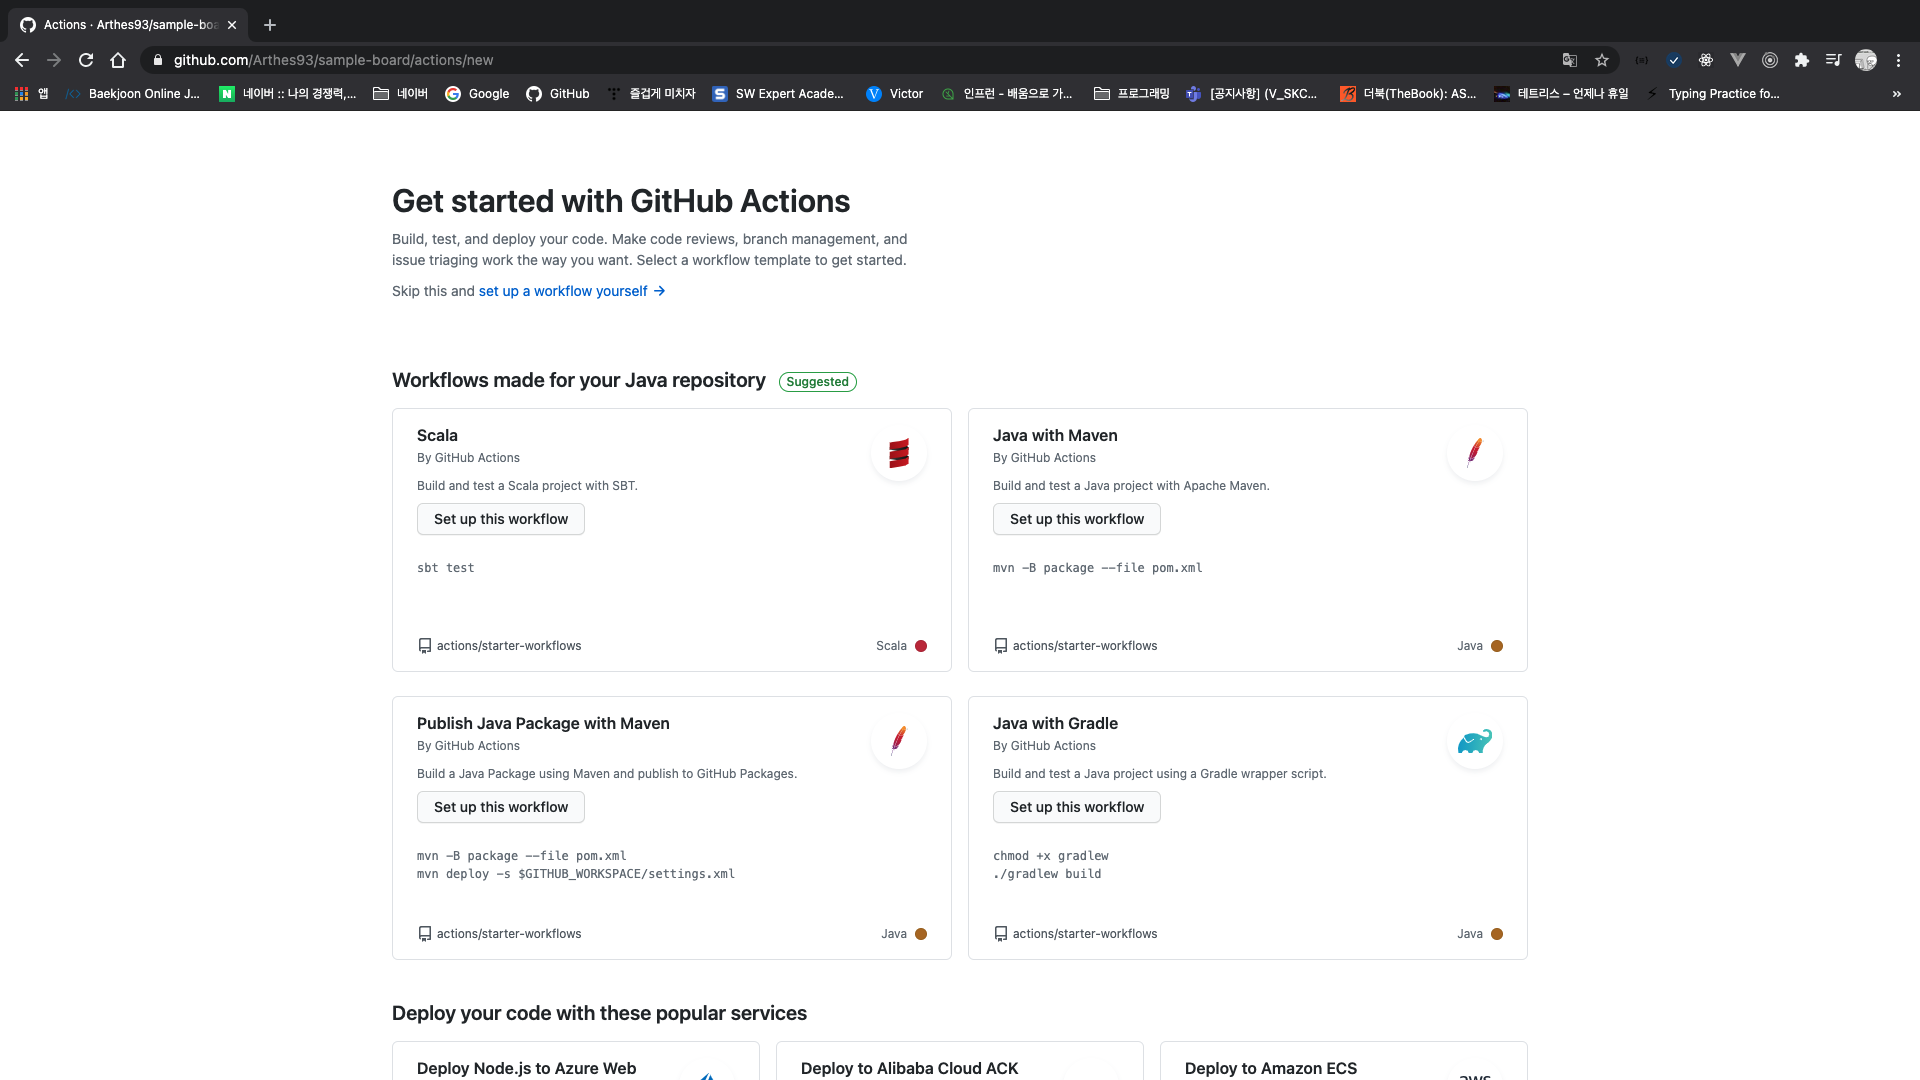 Actions · Arthes93/sample-boa
github.com/Arthes93/sample-board/actions/new
앱
Baekjoon Online J...
네이버 :: 나의 경쟁력,...
네이버
Google
GitHub
즐겁게 미치자
SW Expert Acade...
Victor
인프런 - 배움으로 가...
프로그래밍
[공지사항] (V_SKC...
더북(TheBook): AS...
테트리스 – 언제나 휴일
Typing Practice fo...
»
Get started with GitHub Actions
Build, test, and deploy your code. Make code reviews, branch management, and
issue triaging work the way you want. Select a workflow template to get started.
Skip this and set up a workflow yourself →
Workflows made for your Java repository Suggested
Scala
By GitHub Actions
Build and test a Scala project with SBT.
Set up this workflow
sbt test
actions/starter-workflows
Scala
Java with Maven
By GitHub Actions
Build and test a Java project with Apache Maven.
Set up this workflow
mvn -B package --file pom.xml
actions/starter-workflows
Java
Publish Java Package with Maven
By GitHub Actions
Build a Java Package using Maven and publish to GitHub Packages.
Set up this workflow
mvn -B package --file pom.xml
mvn deploy -s $GITHUB_WORKSPACE/settings.xml
actions/starter-workflows
Java
Java with Gradle
By GitHub Actions
Build and test a Java project using a Gradle wrapper script.
Set up this workflow
chmod +x gradlew
./gradlew build
actions/starter-workflows
Java
Deploy your code with these popular services
Deploy Node.js to Azure Web
Deploy to Alibaba Cloud ACK
Deploy to Amazon ECS
aws